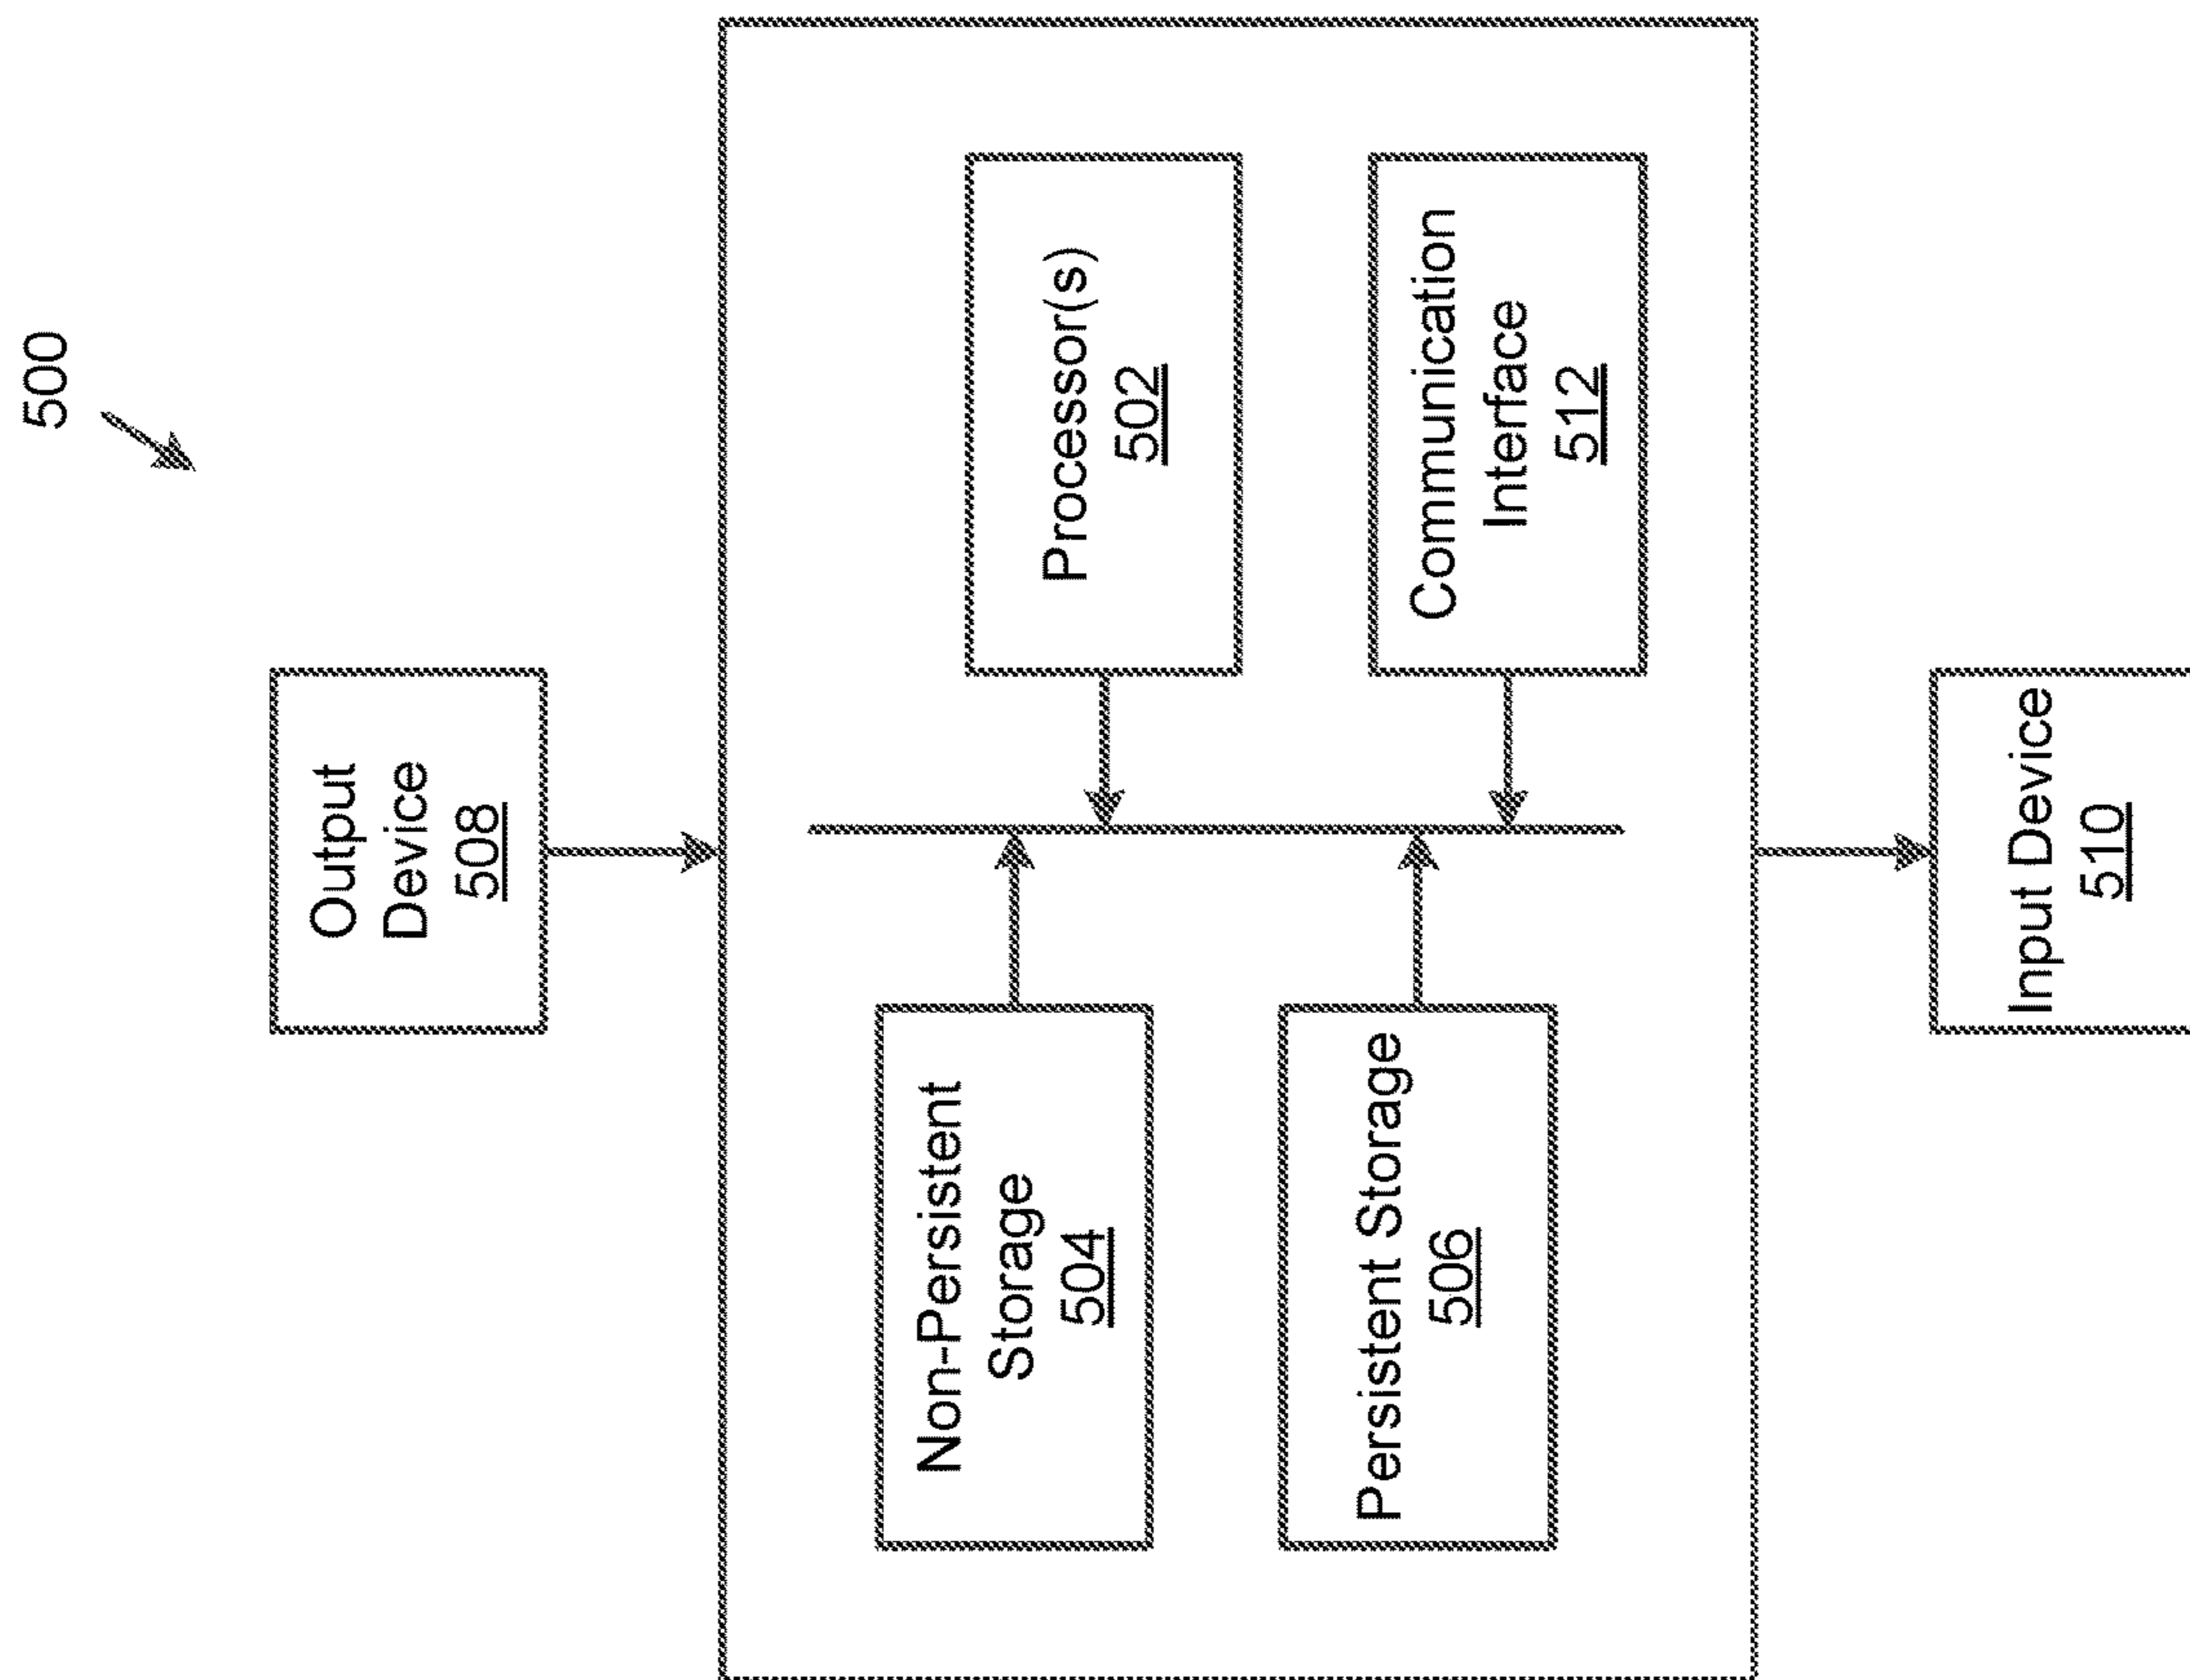 500
Output
Device
508
Non-Persistent
Storage
504
Processor(s)
502
Persistent Storage
506
Communication
Interface
512
Input Device
510